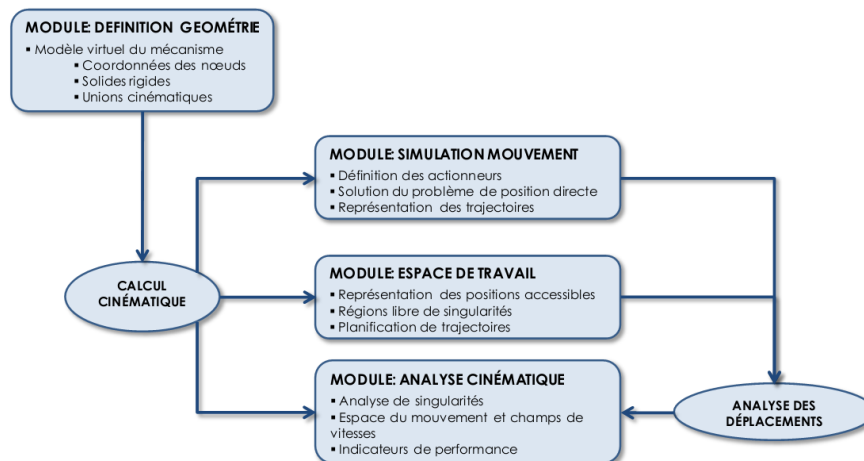 MODULE: DEFINITION GEOMÉTRIE
▪ Modèle virtuel du mécanisme
▪ Coordonnées des nœuds
▪ Solides rigides
▪ Unions cinématiques
MODULE: SIMULATION MOUVEMENT
▪ Définition des actionneurs
▪ Solution du problème de position directe
▪ Représentation des trajectoires
CALCUL
CINÉMATIQUE
MODULE: ESPACE DE TRAVAIL
▪ Représentation des positions accessibles
▪ Régions libre de singularités
▪ Planification de trajectoires
MODULE: ANALYSE CINÉMATIQUE
▪ Analyse de singularités
▪ Espace du mouvement et champs de
vitesses
▪ Indicateurs de performance
ANALYSE DES
DÉPLACEMENTS